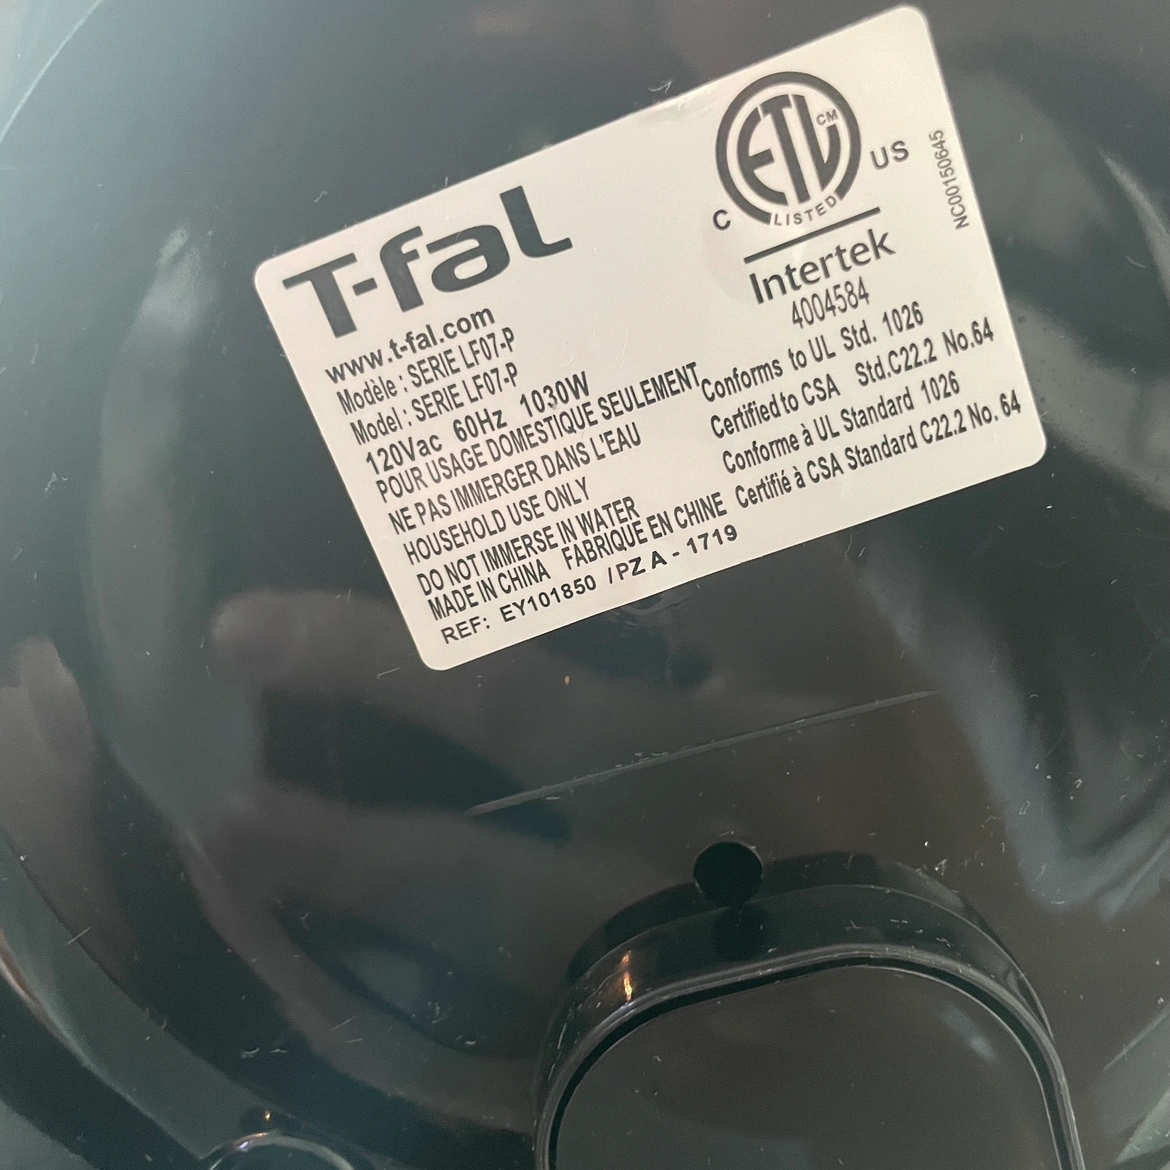 T-fal
www.t-fal.com
Modèle : SERIE LF07-P
Model : SERIE LF07-P
120Vac 60Hz 1030W
POUR USAGE DOMESTIQUE SEULEMENT
NE PAS IMMERGER DANS L'EAU
HOUSEHOLD USE ONLY
DO NOT IMMERSE IN WATER
MADE IN CHINA FABRIQUE EN CHINE
REF: EY101850 /PZ A - 1719
ETL CM
C LISTED US
Intertek
4004584
Conforms to UL Std. 1026
Certified to CSA Std.C22.2 No.64
Conforme à UL Standard 1026
Certifié à CSA Standard C22.2 No. 64
NC00150645